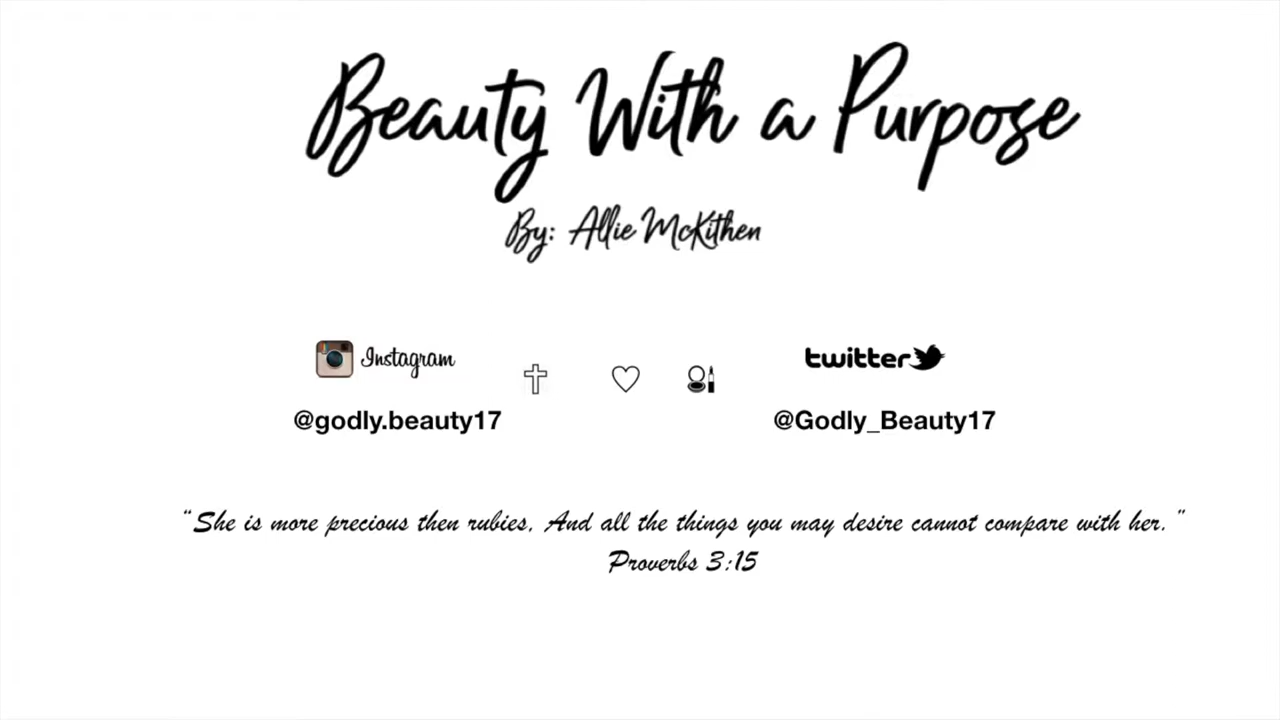 Beauty With a Purpose
By: Allie McKithen
Instagram
twitter
@godly.beauty17
@Godly_Beauty17
“She is more precious then rubies, And all the things you may desire cannot compare with her.”
Proverbs 3:15